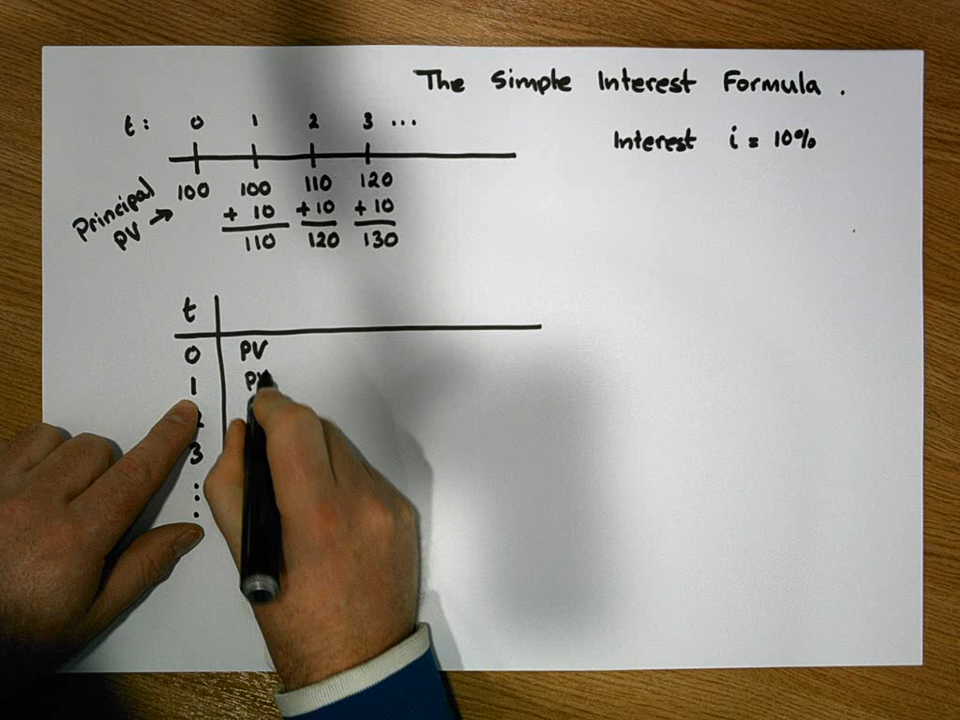 The Simple Interest Formula .
Interest i = 10%
t: 0 1 2 3 ...
100 100 110 120
+ 10 +10 + 10
110 120 130
Principal
PV →
t
0 PV
1 PV
2
3
⋮